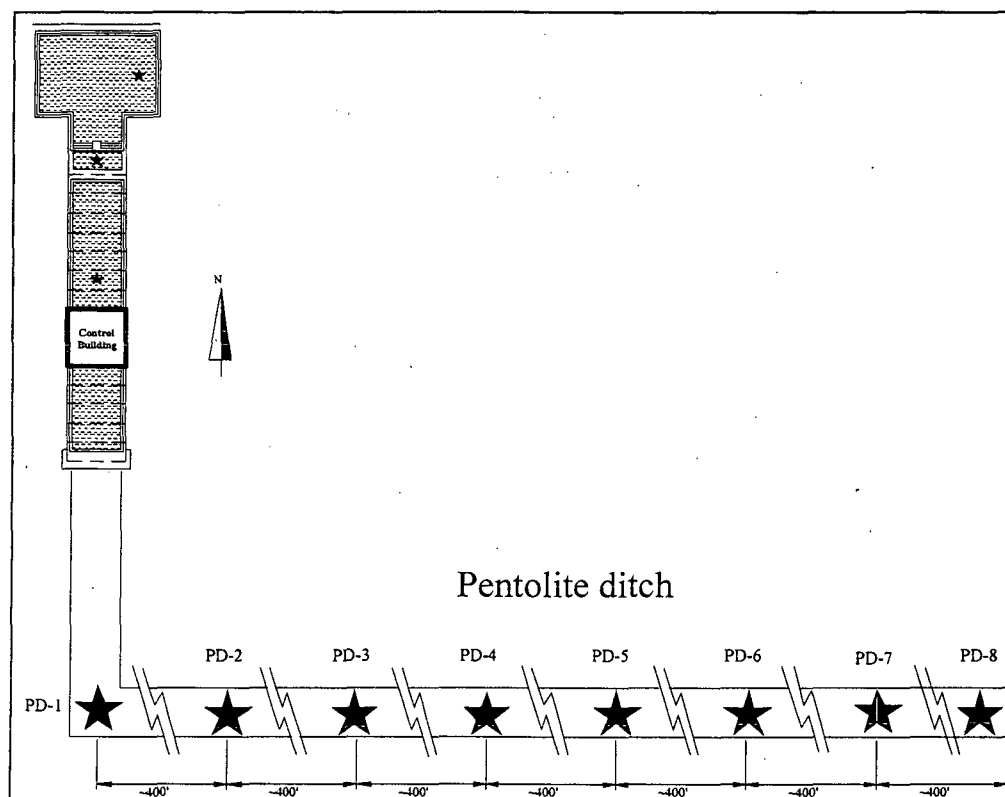 N
Control
Building
Pentolite ditch
PD-1
PD-2
PD-3
PD-4
PD-5
PD-6
PD-7
PD-8
~400'
~400'
~400'
~400'
~400'
~400'
~400'